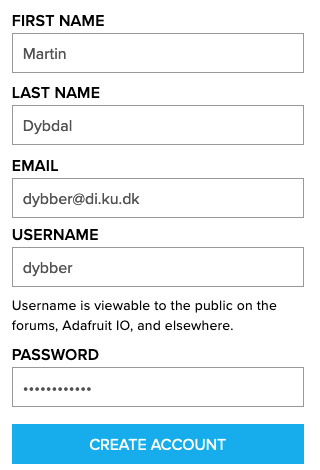 FIRST NAME
Martin
LAST NAME
Dybdal
EMAIL
dybber@di.ku.dk
USERNAME
dybber
Username is viewable to the public on the
forums, Adafruit IO, and elsewhere.
PASSWORD
••••••••••••
CREATE ACCOUNT